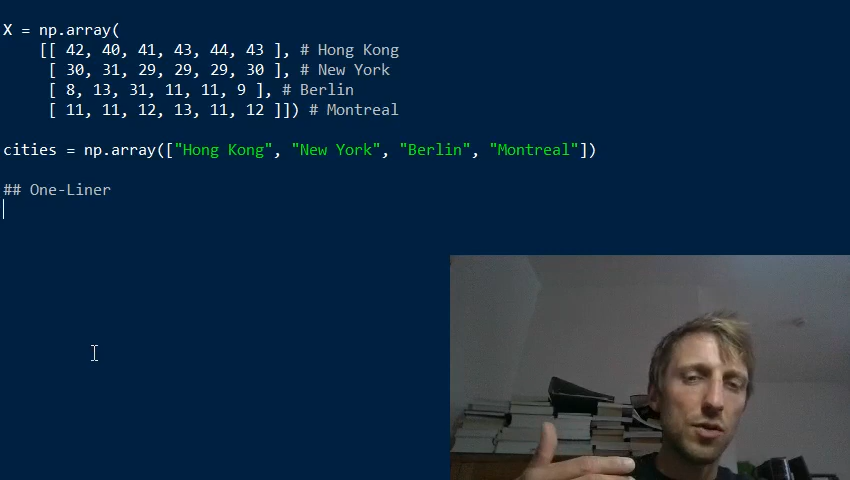 X = np.array(
[[ 42, 40, 41, 43, 44, 43 ], # Hong Kong
[ 30, 31, 29, 29, 29, 30 ], # New York
[ 8, 13, 31, 11, 11, 9 ], # Berlin
[ 11, 11, 12, 13, 11, 12 ]]) # Montreal
cities = np.array(["Hong Kong", "New York", "Berlin", "Montreal"])
## One-Liner